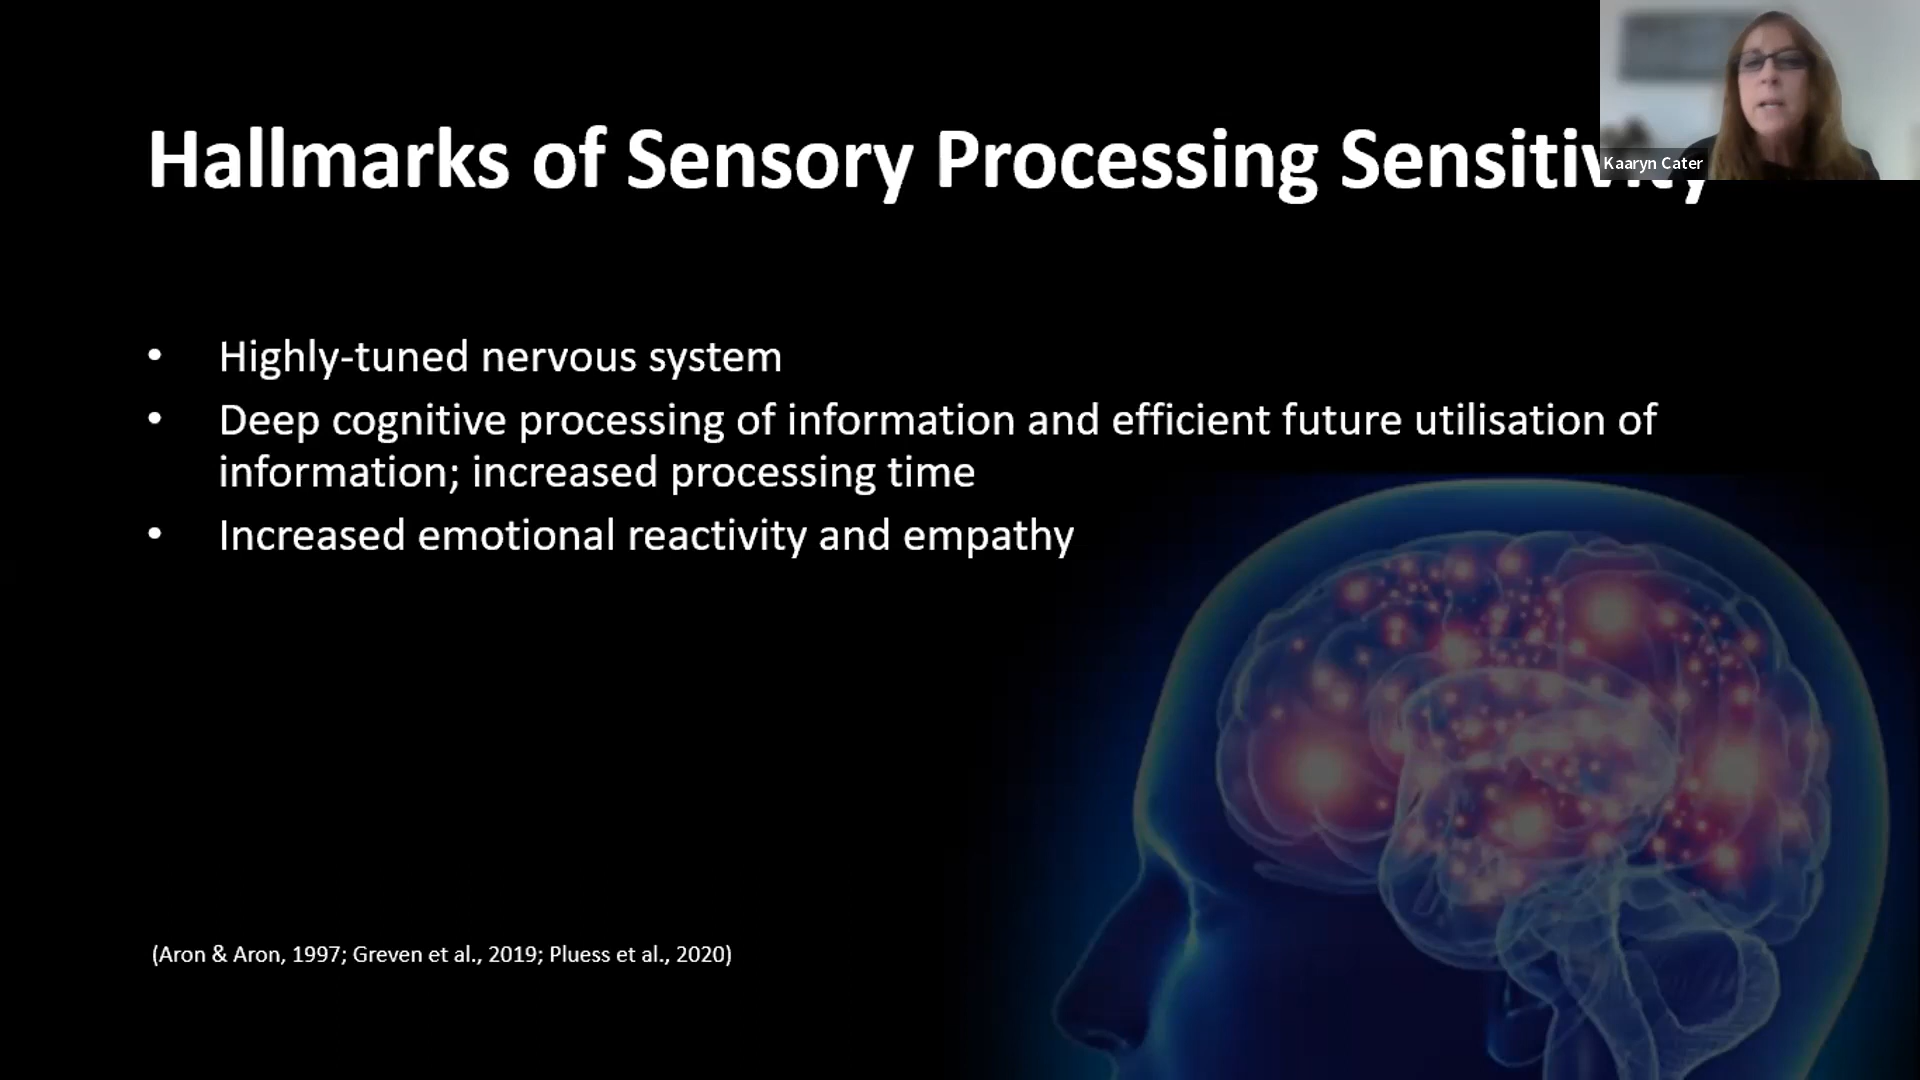 Hallmarks of Sensory Processing Sensitivity
Kaaryn Cater
• Highly-tuned nervous system
• Deep cognitive processing of information and efficient future utilisation of
information; increased processing time
• Increased emotional reactivity and empathy
(Aron & Aron, 1997; Greven et al., 2019; Pluess et al., 2020)